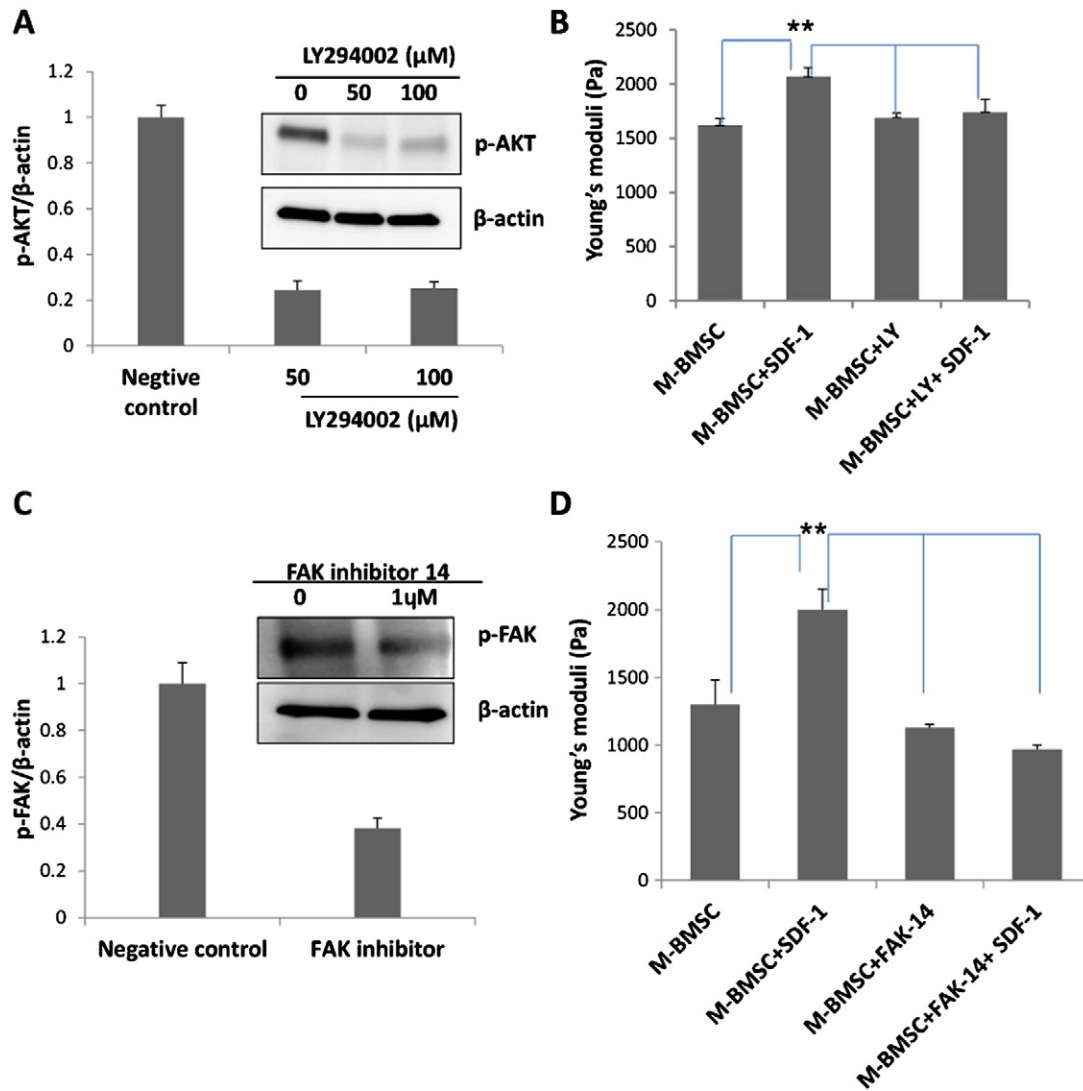 A
LY294002 (μM)
0 50 100
p-AKT
β-actin
p-AKT/β-actin
1.2
1
0.8
0.6
0.4
0.2
0
Negtive
control
50 100
LY294002 (μM)
B
**
Young's moduli (Pa)
2500
2000
1500
1000
500
0
M-BMSC
M-BMSC+SDF-1
M-BMSC+LY
M-BMSC+LY+ SDF-1
C
FAK inhibitor 14
0 1ɥM
p-FAK
β-actin
p-FAK/β-actin
1.2
1
0.8
0.6
0.4
0.2
0
Negative control FAK inhibitor
D
**
Young's moduli (Pa)
2500
2000
1500
1000
500
0
M-BMSC
M-BMSC+SDF-1
M-BMSC+FAK-14
M-BMSC+FAK-14+ SDF-1